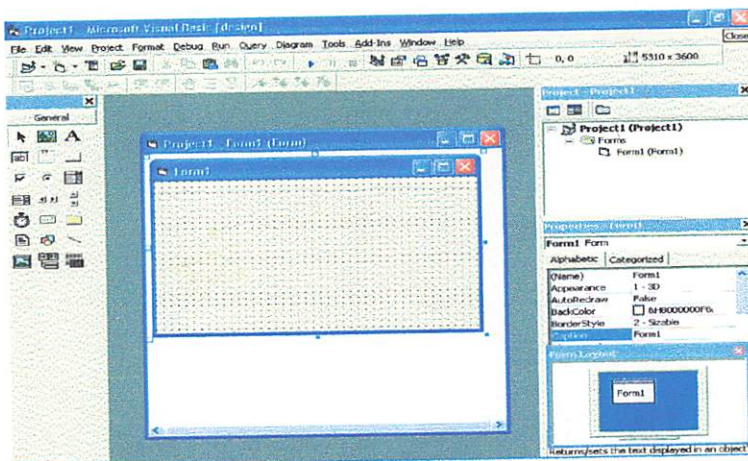 Project1 - Microsoft Visual Basic [design]
Close
File Edit View Project Format Debug Run Query Diagram Tools Add-Ins Window Help
0, 0
5310 x 3600
General
A
ab|
Project - Project1
Project1 (Project1)
Forms
Form1 (Form1)
Project1 - Form1 (Form)
Form1
Properties - Form1
Form1 Form
Alphabetic Categorized
(Name) Form1
Appearance 1 - 3D
AutoRedraw False
BackColor &H8000000F&
BorderStyle 2 - Sizable
Caption Form1
Form Layout
Form1
Returns/sets the text displayed in an object